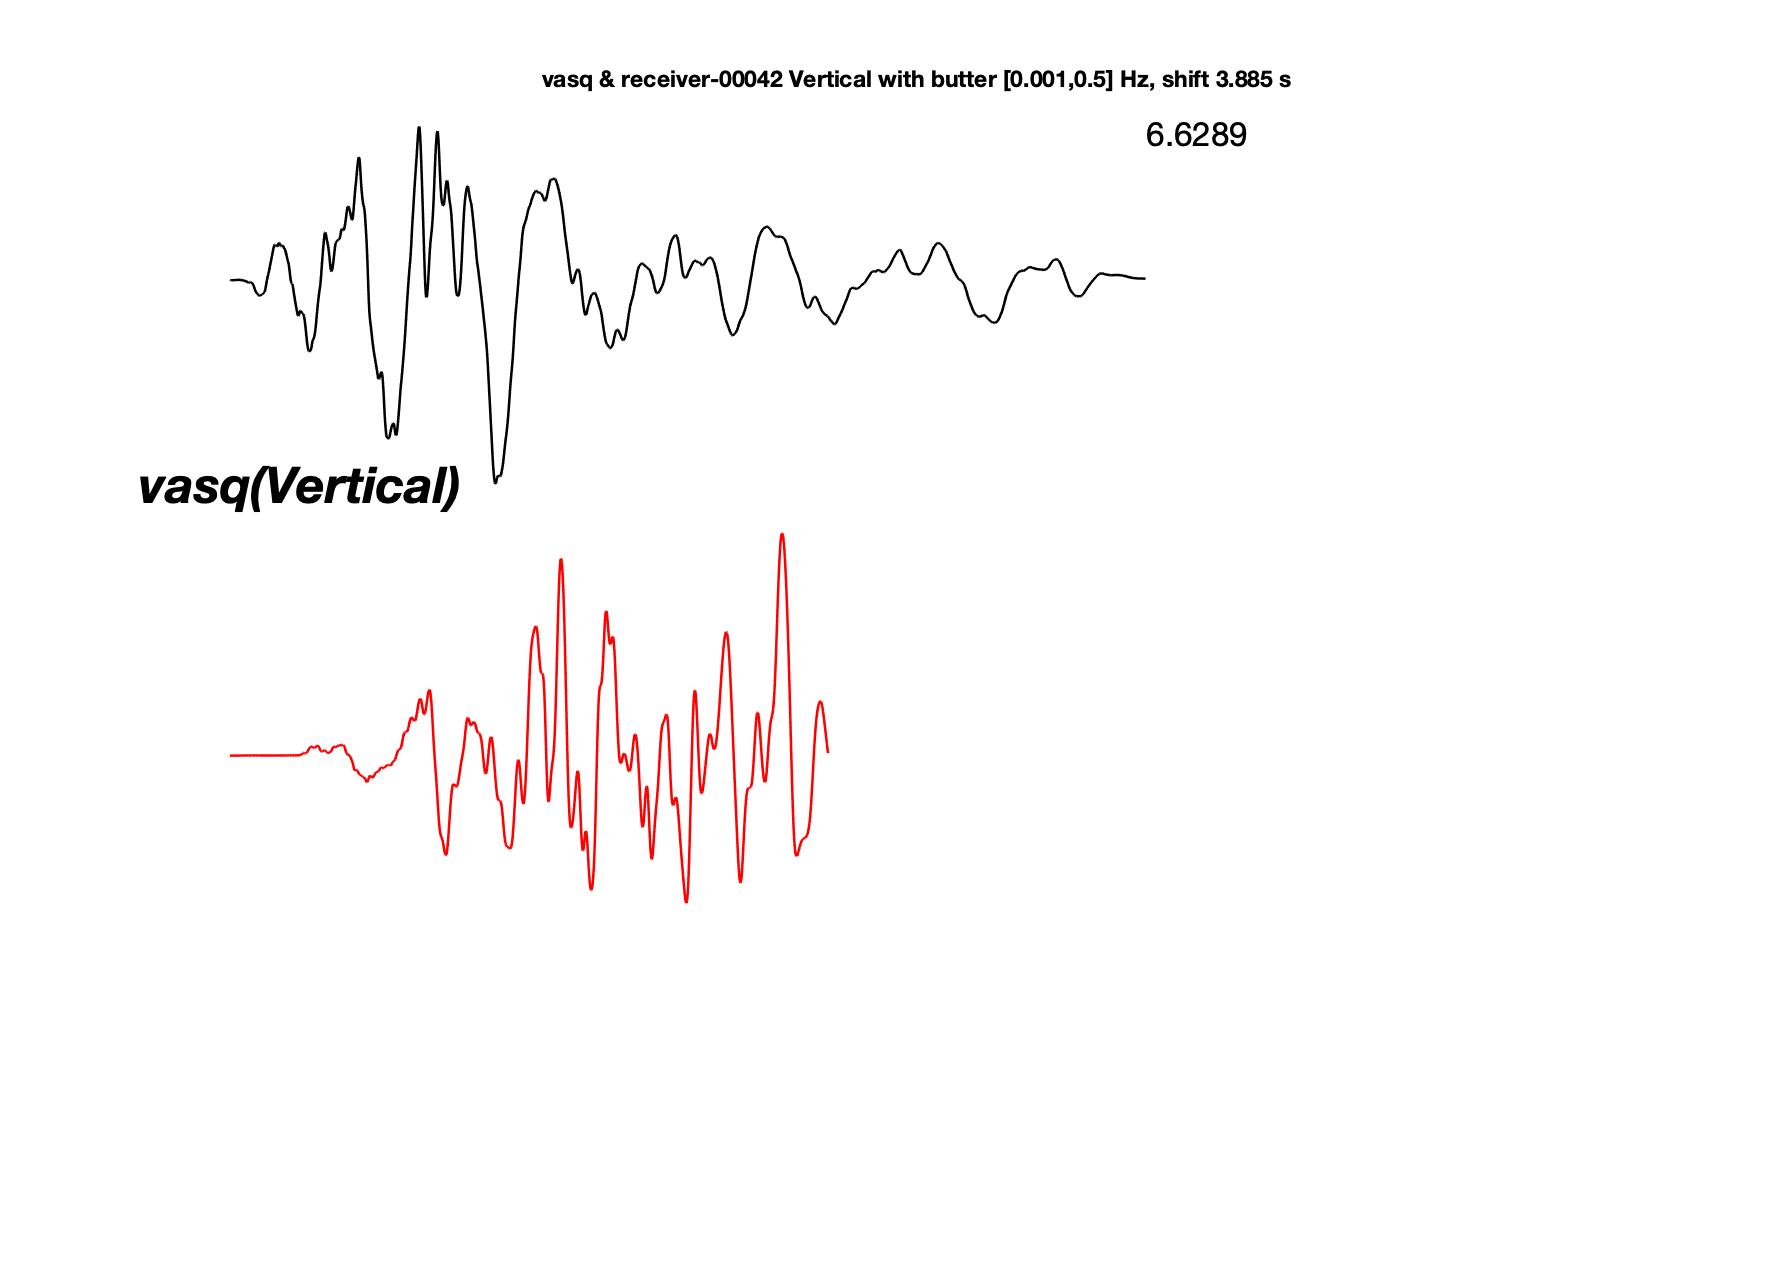 vasq & receiver-00042 Vertical with butter [0.001,0.5] Hz, shift 3.885 s
6.6289
vasq(Vertical)